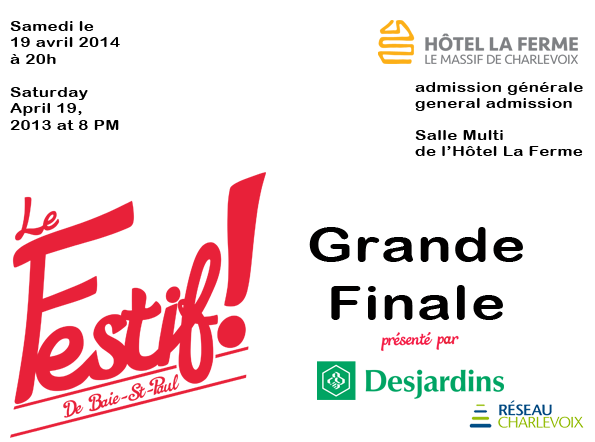 Samedi le
19 avril 2014
à 20h
Saturday
April 19,
2013 at 8 PM
HÔTEL LA FERME
LE MASSIF DE CHARLEVOIX
admission générale
general admission
Salle Multi
de l'Hôtel La Ferme
Le
Festif!
De Baie-St-Paul
Grande
Finale
présenté par
Desjardins
RÉSEAU
CHARLEVOIX